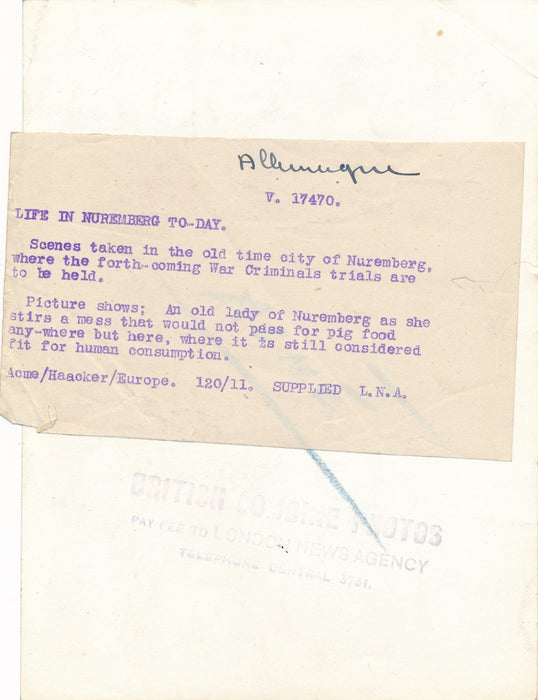 Allemagne
V. 17470.
LIFE IN NUREMBERG TO-DAY.
Scenes taken in the old time city of Nuremberg,
where the forth-coming War Criminals trials are
to be held.
Picture shows; An old lady of Nuremberg as she
stirs a mess that would not pass for pig food
any-where but here, where it is still considered
fit for human consumption.
Acme/Haacker/Europe. 120/11. SUPPLIED L.N.A.
BRITISH COMBINE PHOTOS
PAY FEE TO LONDON NEWS AGENCY
TELEPHONE CENTRAL 3761.